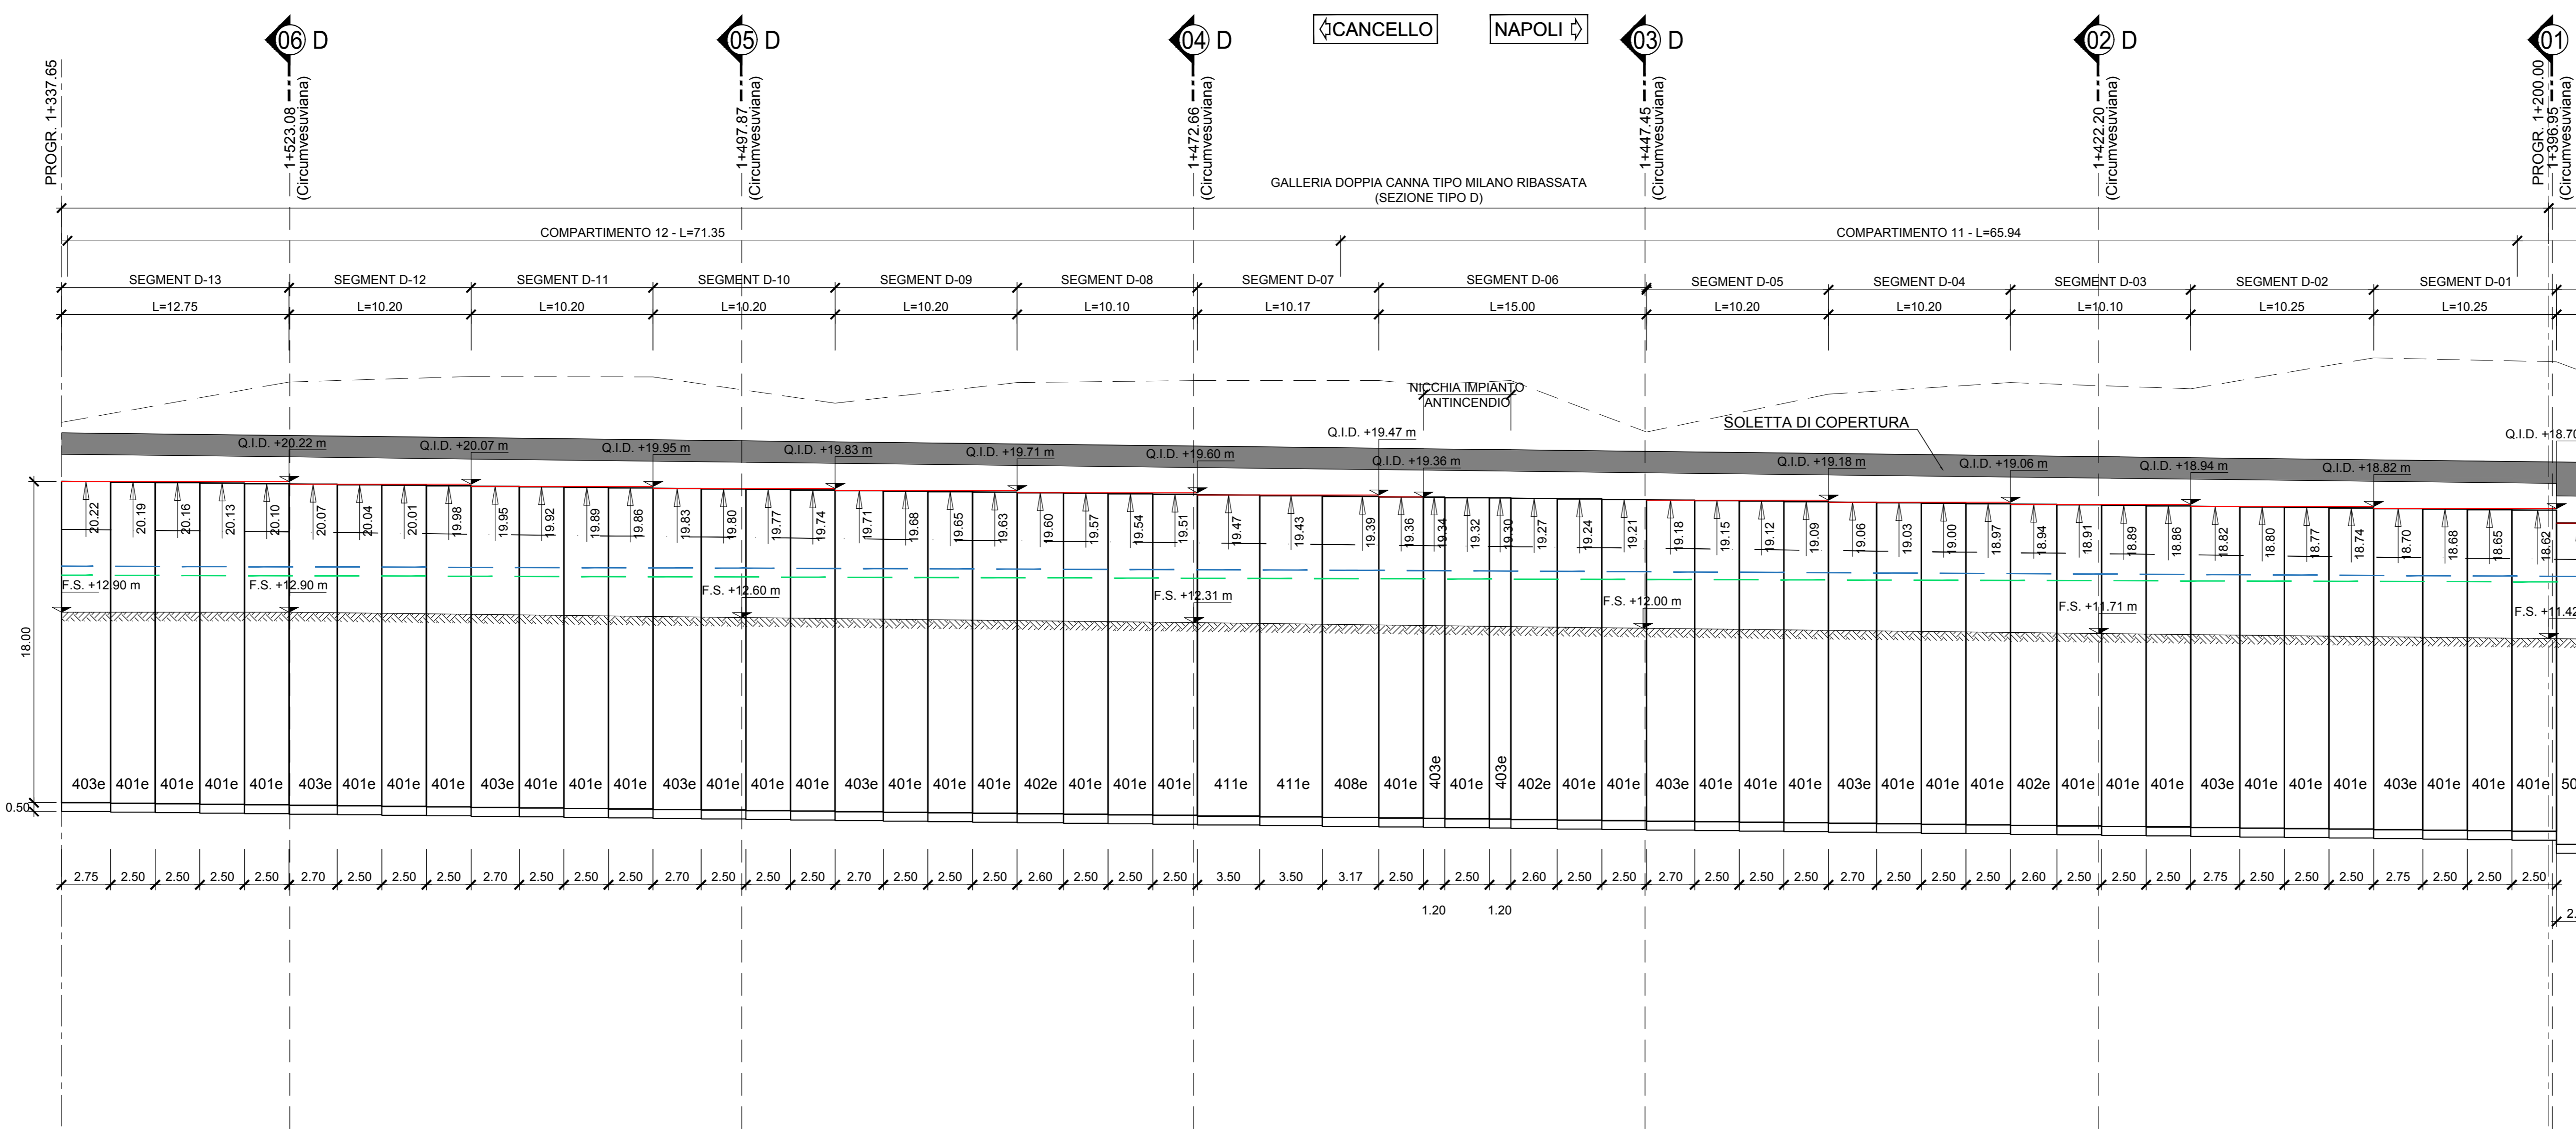 CANCELLO
NAPOLI
06 D
05 D
04 D
03 D
02 D
01
PROGR. 1+337.65
1+523.08
(Circumvesuviana)
1+497.87
(Circumvesuviana)
1+472.66
(Circumvesuviana)
1+447.45
(Circumvesuviana)
1+422.20
(Circumvesuviana)
PROGR. 1+200.00
1+396.95
(Circumvesuviana)
GALLERIA DOPPIA CANNA TIPO MILANO RIBASSATA
(SEZIONE TIPO D)
COMPARTIMENTO 12 - L=71.35
COMPARTIMENTO 11 - L=65.94
SEGMENT D-13 SEGMENT D-12 SEGMENT D-11 SEGMENT D-10 SEGMENT D-09 SEGMENT D-08 SEGMENT D-07 SEGMENT D-06 SEGMENT D-05 SEGMENT D-04 SEGMENT D-03 SEGMENT D-02 SEGMENT D-01
L=12.75 L=10.20 L=10.20 L=10.20 L=10.20 L=10.10 L=10.17 L=15.00 L=10.20 L=10.20 L=10.10 L=10.25 L=10.25
NICCHIA IMPIANTO
ANTINCENDIO
SOLETTA DI COPERTURA
Q.I.D. +20.22 m
Q.I.D. +20.07 m
Q.I.D. +19.95 m
Q.I.D. +19.83 m
Q.I.D. +19.71 m
Q.I.D. +19.60 m
Q.I.D. +19.47 m
Q.I.D. +19.36 m
Q.I.D. +19.18 m
Q.I.D. +19.06 m
Q.I.D. +18.94 m
Q.I.D. +18.82 m
Q.I.D. +18.70
20.22 20.19 20.16 20.13 20.10 20.07 20.04 20.01 19.98 19.95 19.92 19.89 19.86 19.83 19.80 19.77 19.74 19.71 19.68 19.65 19.63 19.60 19.57 19.54 19.51 19.47 19.43 19.39 19.36 19.34 19.32 19.30 19.27 19.24 19.21 19.18 19.15 19.12 19.09 19.06 19.03 19.00 18.97 18.94 18.91 18.89 18.86 18.82 18.80 18.77 18.74 18.70 18.68 18.65 18.62
F.S. +12.90 m
F.S. +12.90 m
F.S. +12.60 m
F.S. +12.31 m
F.S. +12.00 m
F.S. +11.71 m
F.S. +11.42
18.00
0.50
403e 401e 401e 401e 401e 403e 401e 401e 401e 403e 401e 401e 401e 403e 401e 401e 401e 403e 401e 401e 401e 402e 401e 401e 401e 411e 411e 408e 401e 403e 401e 403e 402e 401e 401e 403e 401e 401e 401e 403e 401e 401e 401e 402e 401e 401e 401e 403e 401e 401e 401e 403e 401e 401e 401e 50
2.75 2.50 2.50 2.50 2.50 2.70 2.50 2.50 2.50 2.70 2.50 2.50 2.50 2.70 2.50 2.50 2.50 2.70 2.50 2.50 2.50 2.60 2.50 2.50 2.50 3.50 3.50 3.17 2.50 2.50 2.60 2.50 2.50 2.70 2.50 2.50 2.50 2.70 2.50 2.50 2.50 2.60 2.50 2.50 2.50 2.75 2.50 2.50 2.50 2.75 2.50 2.50 2.50
1.20 1.20
2.